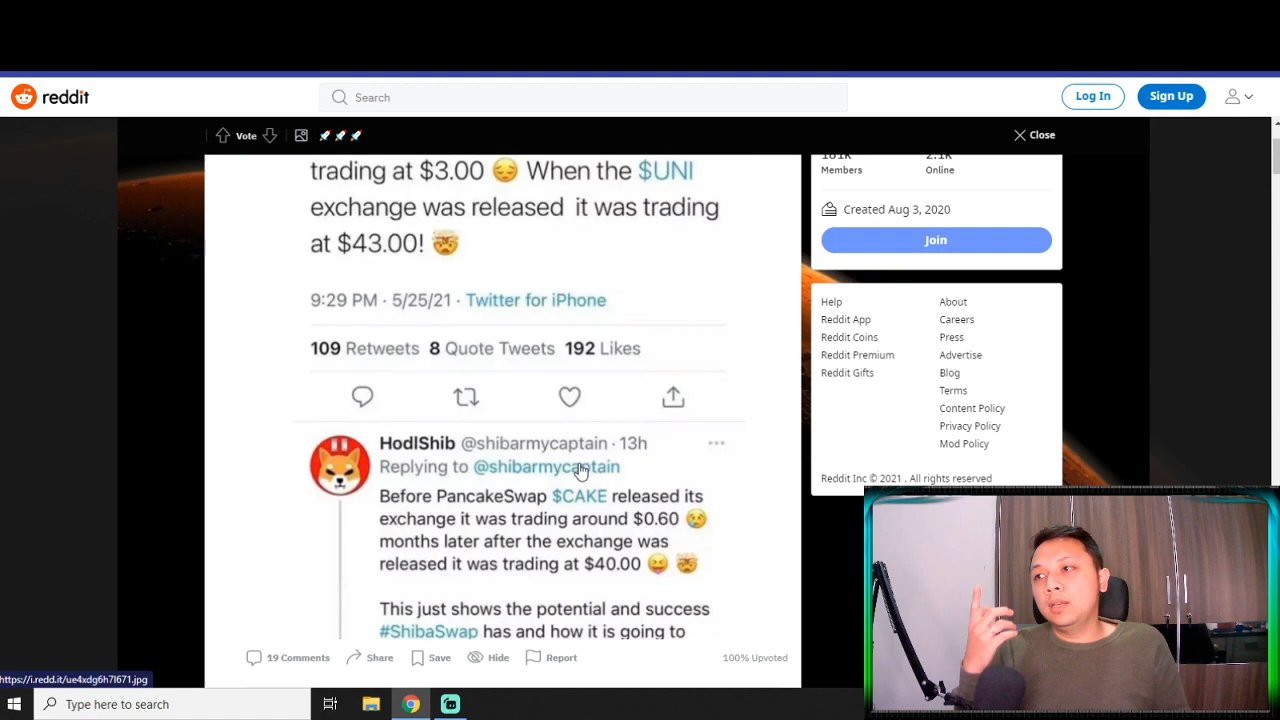 reddit
Search
Log In
Sign Up
Vote
Close
trading at $3.00 😔 When the $UNI
exchange was released it was trading
at $43.00! 🤯
9:29 PM · 5/25/21 · Twitter for iPhone
109 Retweets 8 Quote Tweets 192 Likes
HodlShib @shibarmycaptain · 13h
Replying to @shibarmycaptain
Before PancakeSwap $CAKE released its
exchange it was trading around $0.60 😢
months later after the exchange was
released it was trading at $40.00 😝 🤯
This just shows the potential and success
#ShibaSwap has and how it is going to
19 Comments Share Save Hide Report 100% Upvoted
181K 2.1K
Members Online
Created Aug 3, 2020
Join
Help About
Reddit App Careers
Reddit Coins Press
Reddit Premium Advertise
Reddit Gifts Blog
Terms
Content Policy
Privacy Policy
Mod Policy
Reddit Inc © 2021 . All rights reserved
https://i.redd.it/ue4xdg6h7l671.jpg
Type here to search